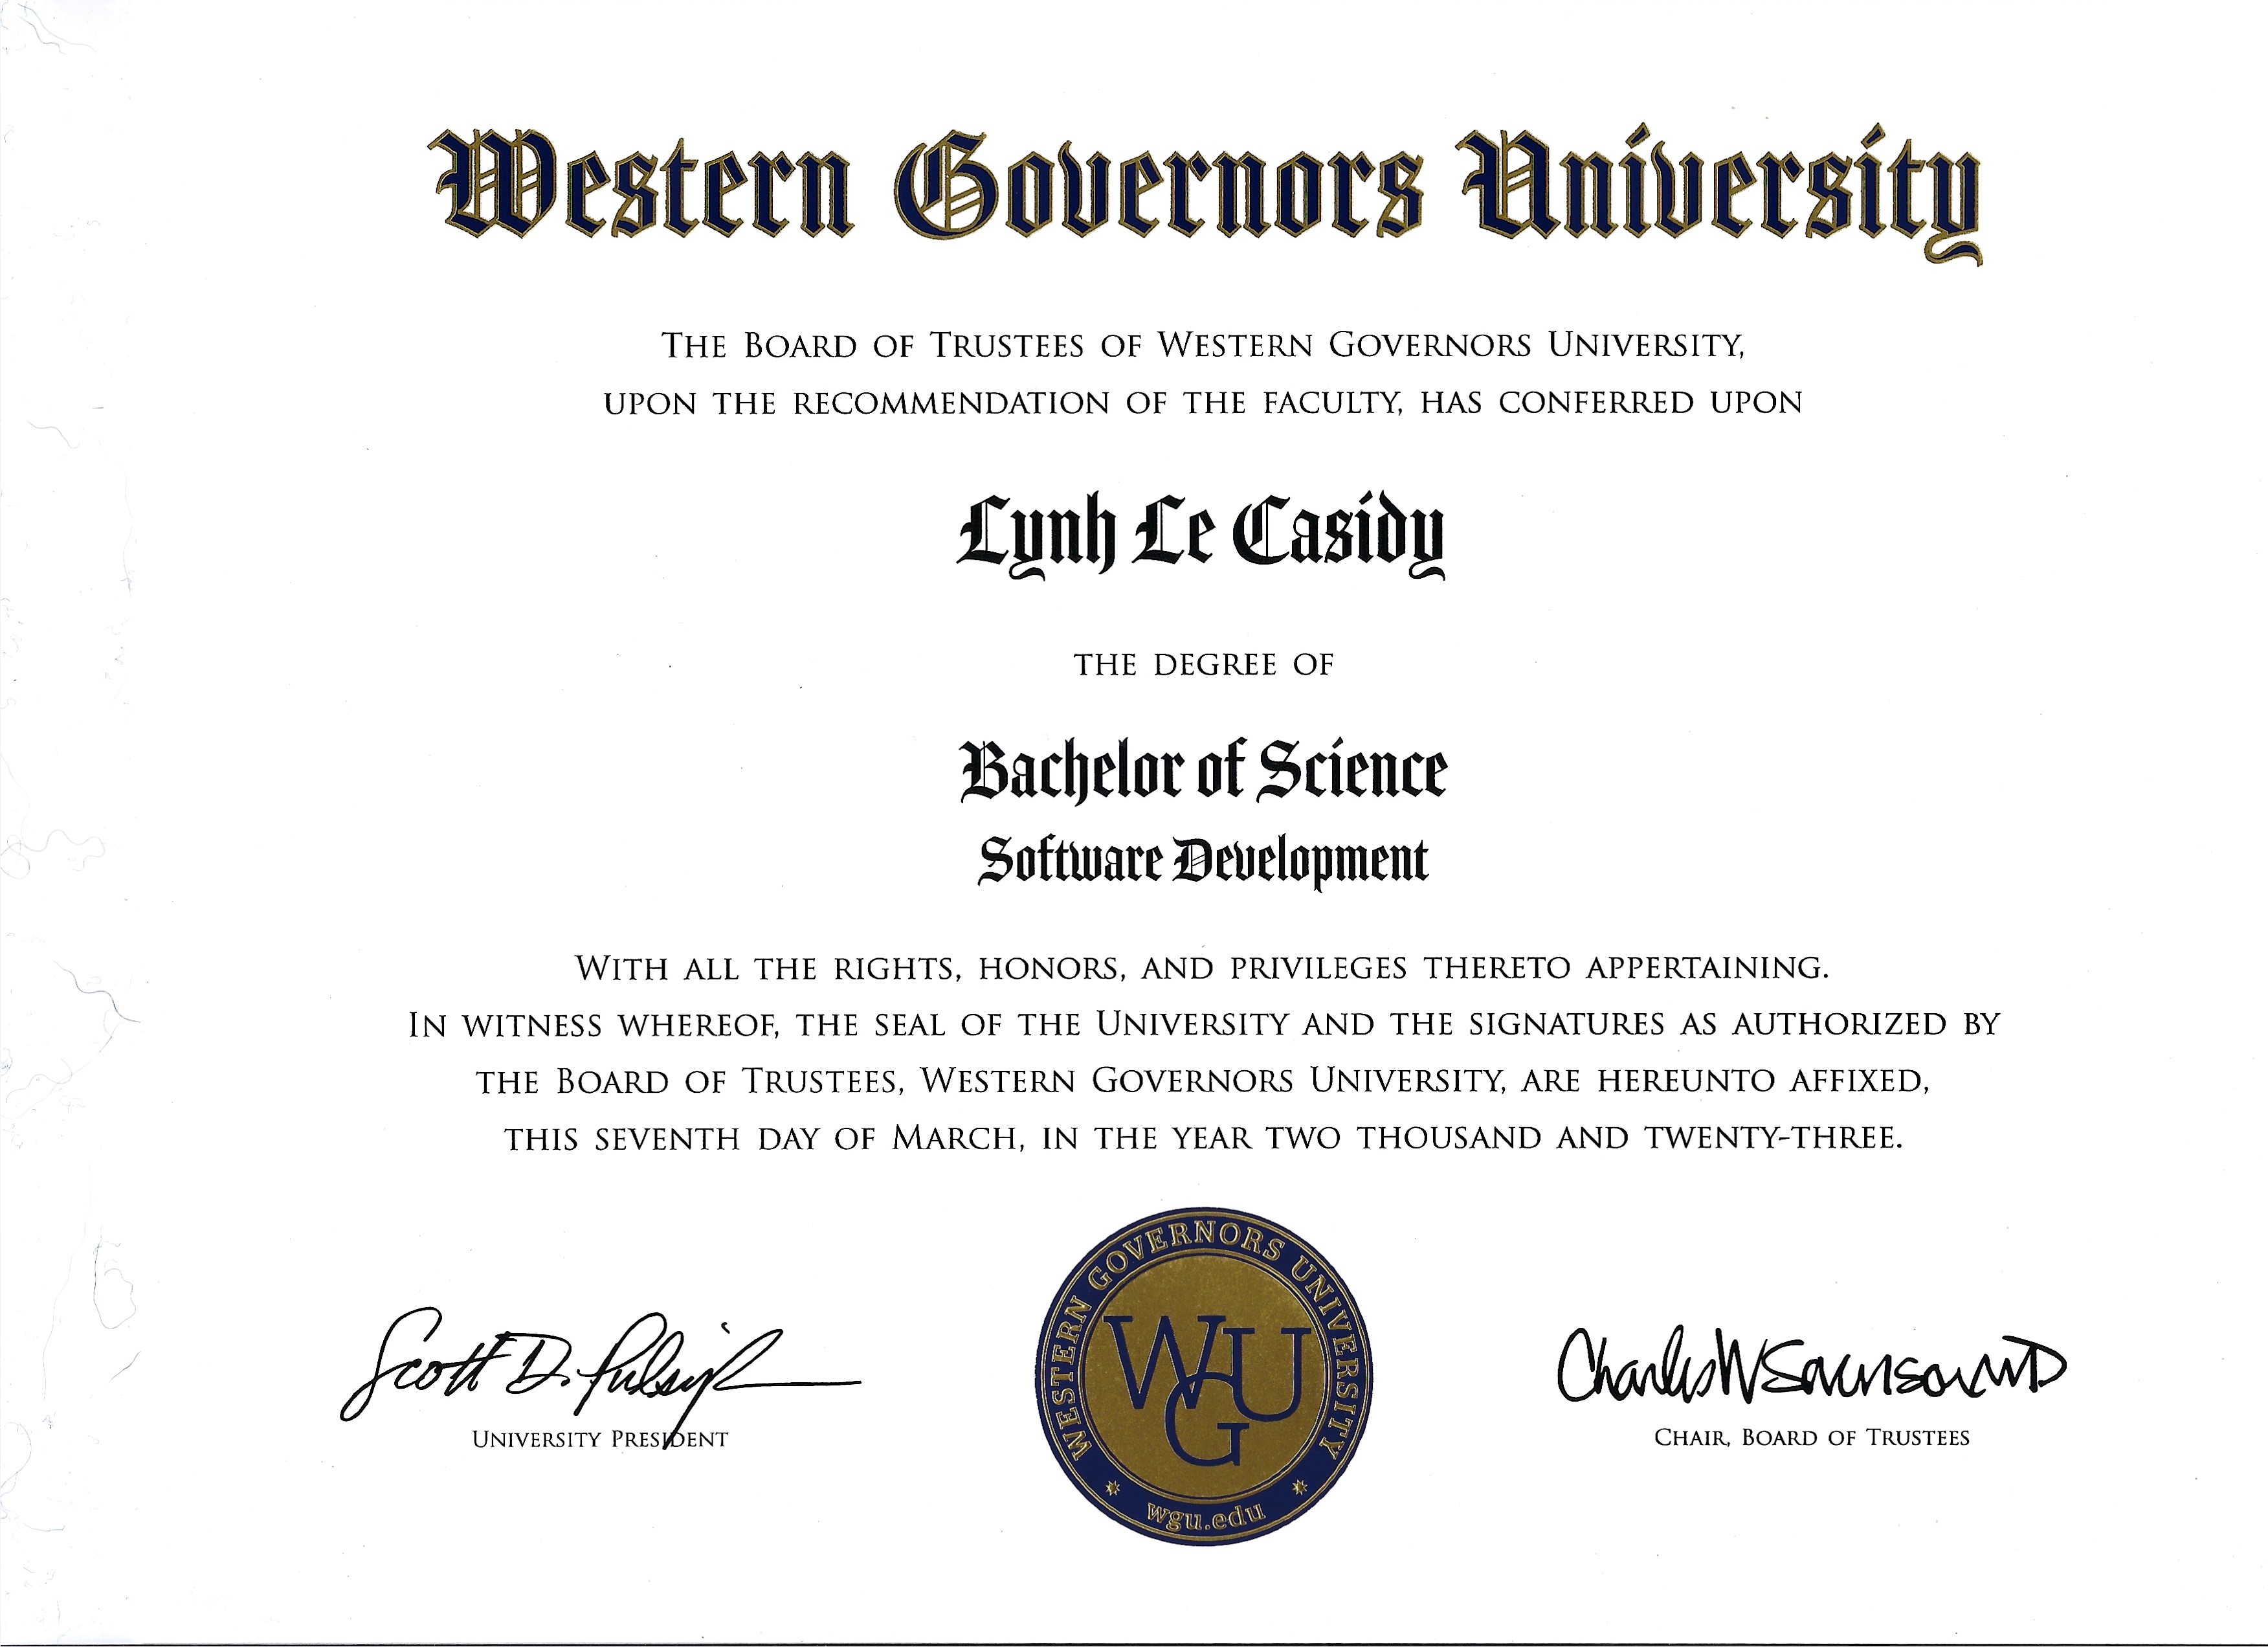 Western Governors University
The Board of Trustees of Western Governors University,
upon the recommendation of the faculty, has conferred upon
Lynh Le Casidy
the degree of
Bachelor of Science
Software Development
With all the rights, honors, and privileges thereto appertaining.
In witness whereof, the seal of the University and the signatures as authorized by
the Board of Trustees, Western Governors University, are hereunto affixed,
this seventh day of March, in the year two thousand and twenty-three.
Scott D. Pulsipher
University President
WESTERN GOVERNORS UNIVERSITY
WGU
wgu.edu
Charles W Sorenson MD
Chair, Board of Trustees